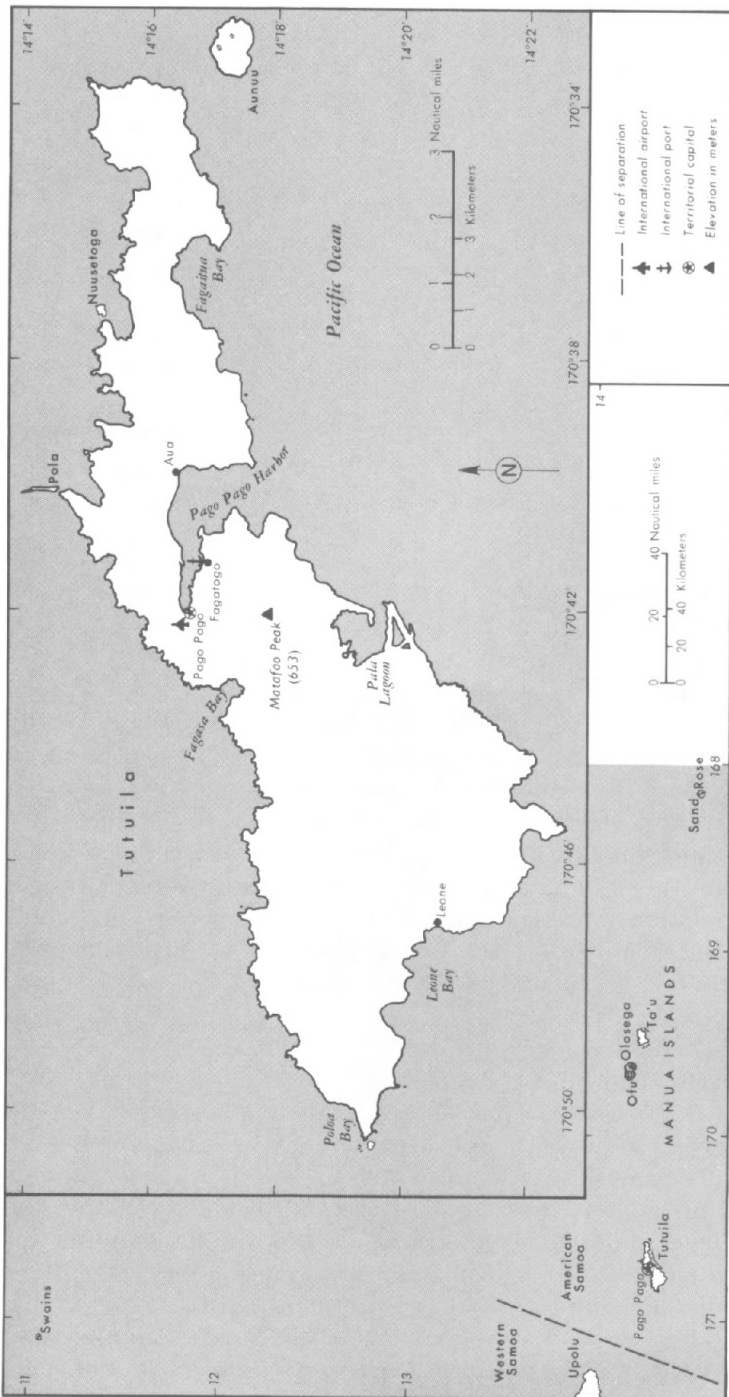 14°14'
14°16'
14°18'
14°20'
14°22'
Pola
Nuusetoga
Aunuu
Aua
Fagaitua
Bay
Pago Pago Harbor
Pago Pago
Fagatogo
Fagasa Bay
Matafao Peak
(653)
Tutuila
Pacific Ocean
Pala
Lagoon
0 1 2 3 Nautical miles
0 1 2 3 Kilometers
N
Leone
Leone
Bay
Poloa
Bay
170°50'
170°46'
170°42'
170°38'
170°34'
Swains
11
12
13
14
Western
Samoa
American
Samoa
Upolu
Pago Pago
Tutuila
Ofu
Olosega
Ta'u
MANUA ISLANDS
Sand
Rose
171
170
169
168
0 20 40 Nautical miles
0 20 40 Kilometers
Line of separation
International airport
International port
Territorial capital
Elevation in meters